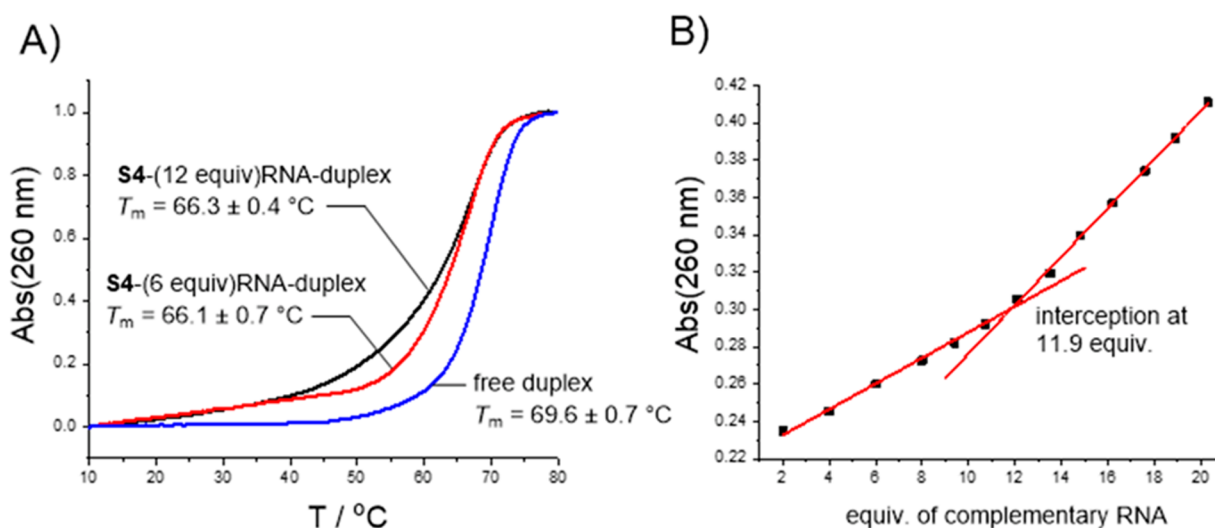 A)
Abs(260 nm)
1.0
0.8
0.6
0.4
0.2
0.0
S4-(12 equiv)RNA-duplex
Tm = 66.3 ± 0.4 °C
S4-(6 equiv)RNA-duplex
Tm = 66.1 ± 0.7 °C
free duplex
Tm = 69.6 ± 0.7 °C
10 20 30 40 50 60 70 80
T / °C
B)
Abs(260 nm)
0.42
0.40
0.38
0.36
0.34
0.32
0.30
0.28
0.26
0.24
0.22
interception at
11.9 equiv.
2 4 6 8 10 12 14 16 18 20
equiv. of complementary RNA